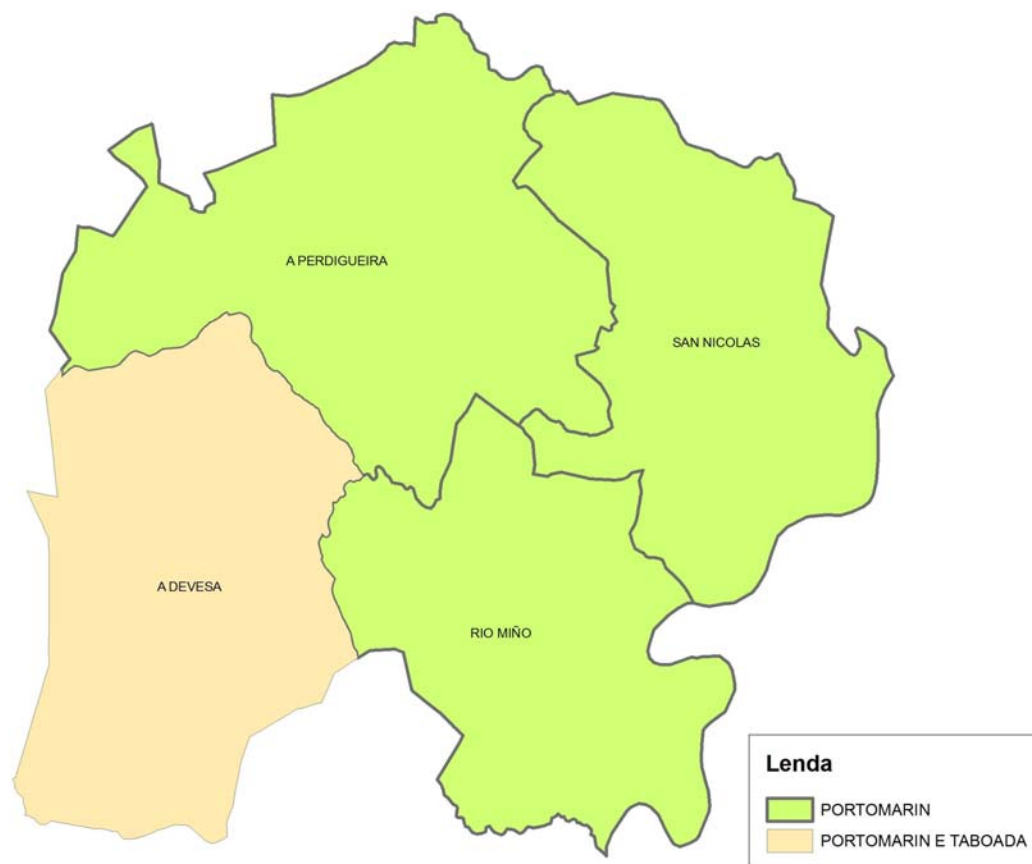 A PERDIGUEIRA
SAN NICOLAS
A DEVESA
RIO MIÑO
Lenda
PORTOMARIN
PORTOMARIN E TABOADA